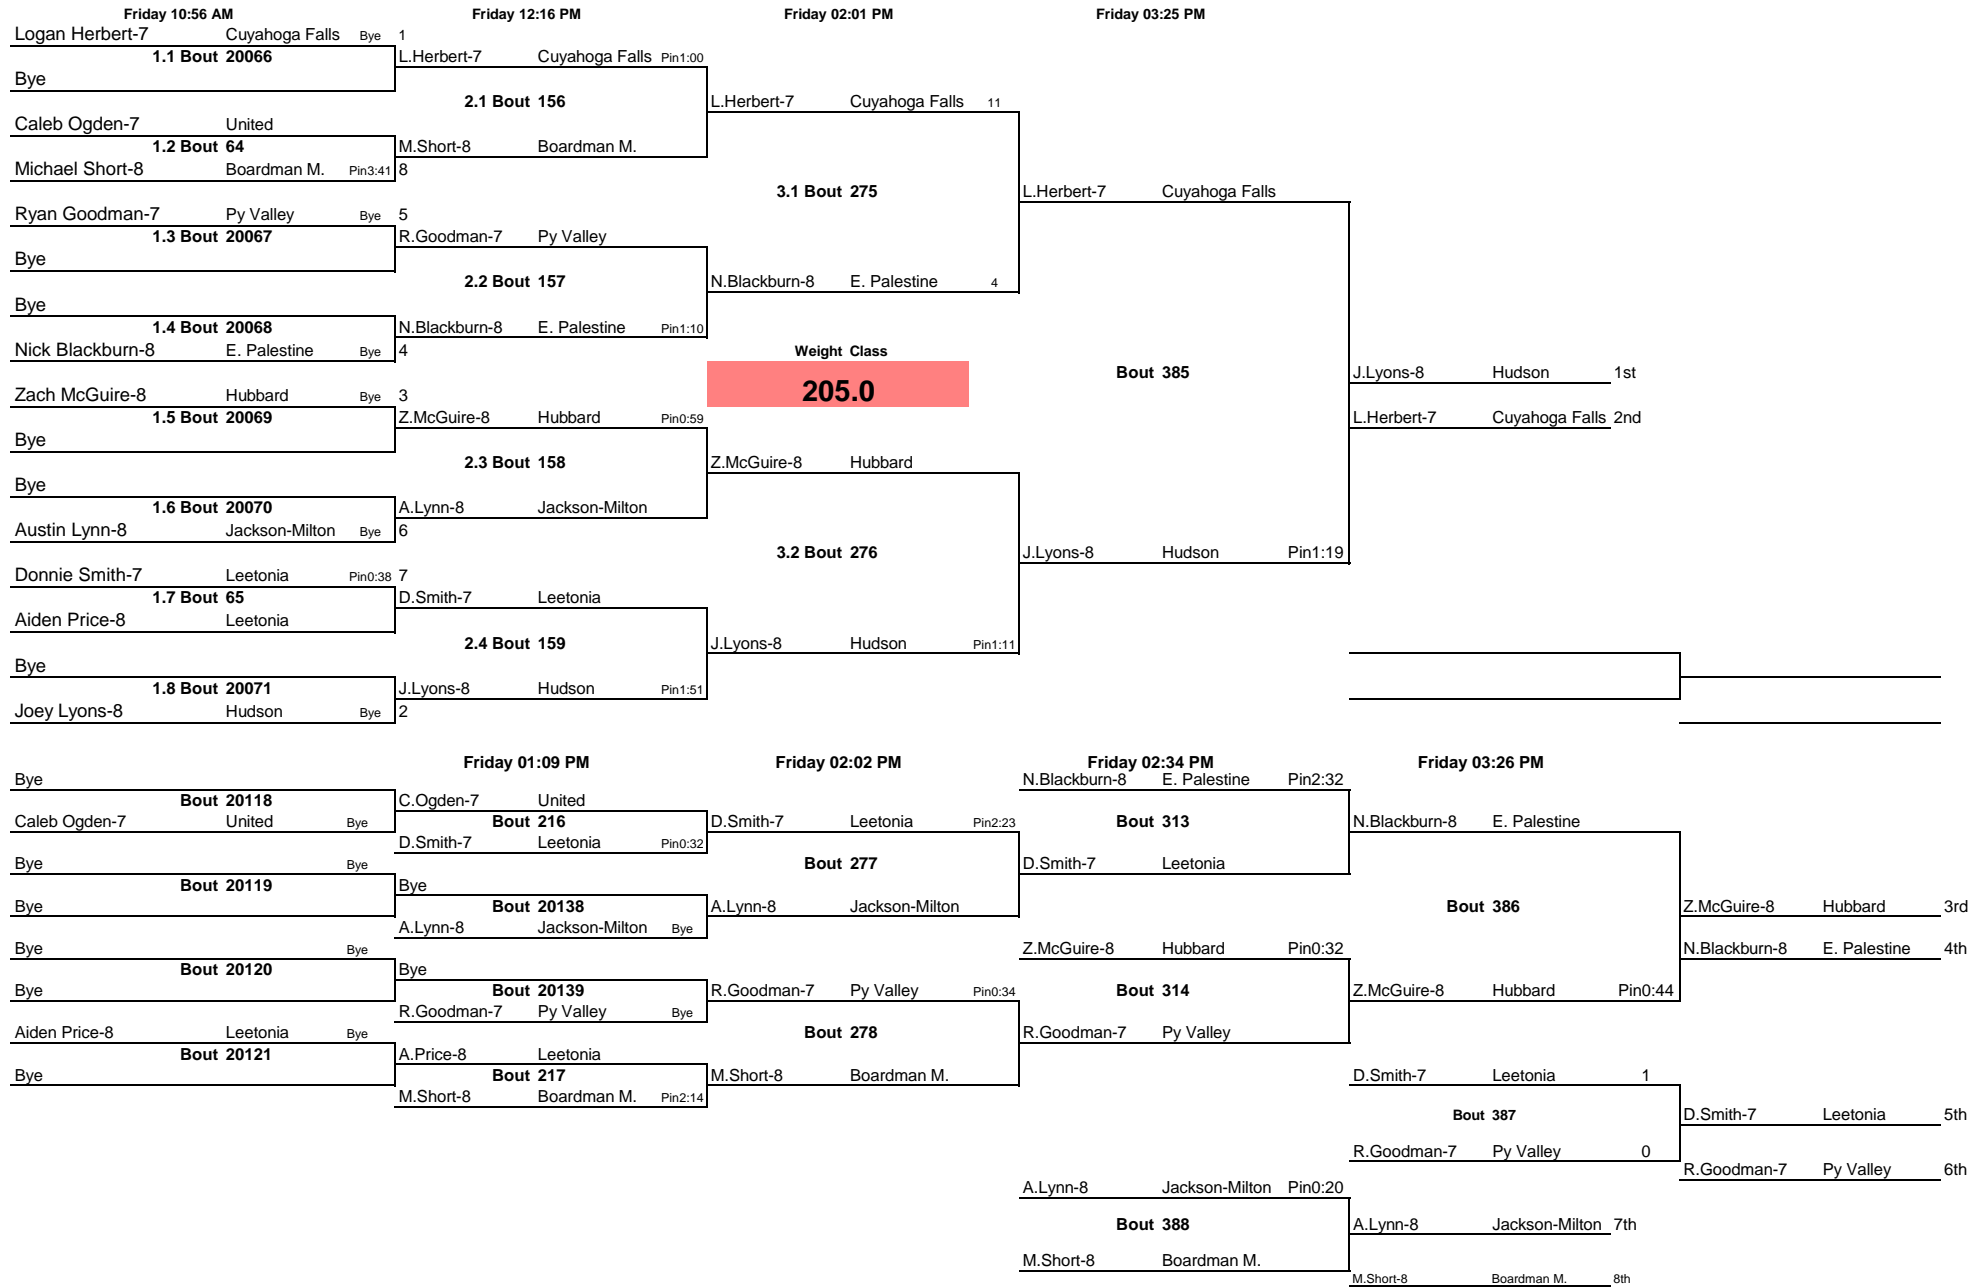 Friday 10:56 AM Friday 12:16 PM Friday 02:01 PM Friday 03:25 PM
Logan Herbert-7 Cuyahoga Falls Bye 1
1.1 Bout 20066 L.Herbert-7 Cuyahoga Falls Pin1:00
Bye
2.1 Bout 156 L.Herbert-7 Cuyahoga Falls 11
Caleb Ogden-7 United
1.2 Bout 64 M.Short-8 Boardman M.
Michael Short-8 Boardman M. Pin3:41 8
3.1 Bout 275 L.Herbert-7 Cuyahoga Falls
Ryan Goodman-7 Py Valley Bye 5
1.3 Bout 20067 R.Goodman-7 Py Valley
Bye
2.2 Bout 157 N.Blackburn-8 E. Palestine 4
Bye
1.4 Bout 20068 N.Blackburn-8 E. Palestine Pin1:10
Nick Blackburn-8 E. Palestine Bye 4 Weight Class
Bout 385 J.Lyons-8 Hudson 1st
Zach McGuire-8 Hubbard Bye 3 205.0
1.5 Bout 20069 Z.McGuire-8 Hubbard Pin0:59 L.Herbert-7 Cuyahoga Falls 2nd
Bye
2.3 Bout 158 Z.McGuire-8 Hubbard
Bye
1.6 Bout 20070 A.Lynn-8 Jackson-Milton
Austin Lynn-8 Jackson-Milton Bye 6
3.2 Bout 276 J.Lyons-8 Hudson Pin1:19
Donnie Smith-7 Leetonia Pin0:38 7
1.7 Bout 65 D.Smith-7 Leetonia
Aiden Price-8 Leetonia
2.4 Bout 159 J.Lyons-8 Hudson Pin1:11
Bye
1.8 Bout 20071 J.Lyons-8 Hudson Pin1:51
Joey Lyons-8 Hudson Bye 2
Friday 01:09 PM Friday 02:02 PM Friday 02:34 PM Friday 03:26 PM
Bye N.Blackburn-8 E. Palestine Pin2:32
Bout 20118 C.Ogden-7 United
Caleb Ogden-7 United Bye Bout 216 D.Smith-7 Leetonia Pin2:23 Bout 313 N.Blackburn-8 E. Palestine
D.Smith-7 Leetonia Pin0:32
Bye Bye Bout 277 D.Smith-7 Leetonia
Bout 20119 Bye
Bye Bout 20138 A.Lynn-8 Jackson-Milton Bout 386 Z.McGuire-8 Hubbard 3rd
A.Lynn-8 Jackson-Milton Bye
Bye Bye Z.McGuire-8 Hubbard Pin0:32 N.Blackburn-8 E. Palestine 4th
Bout 20120 Bye
Bye Bout 20139 R.Goodman-7 Py Valley Pin0:34 Bout 314 Z.McGuire-8 Hubbard Pin0:44
R.Goodman-7 Py Valley Bye
Aiden Price-8 Leetonia Bye Bout 278 R.Goodman-7 Py Valley
Bout 20121 A.Price-8 Leetonia
Bye Bout 217 M.Short-8 Boardman M. D.Smith-7 Leetonia 1
M.Short-8 Boardman M. Pin2:14
Bout 387 D.Smith-7 Leetonia 5th
R.Goodman-7 Py Valley 0
R.Goodman-7 Py Valley 6th
A.Lynn-8 Jackson-Milton Pin0:20
Bout 388 A.Lynn-8 Jackson-Milton 7th
M.Short-8 Boardman M.
M.Short-8 Boardman M. 8th